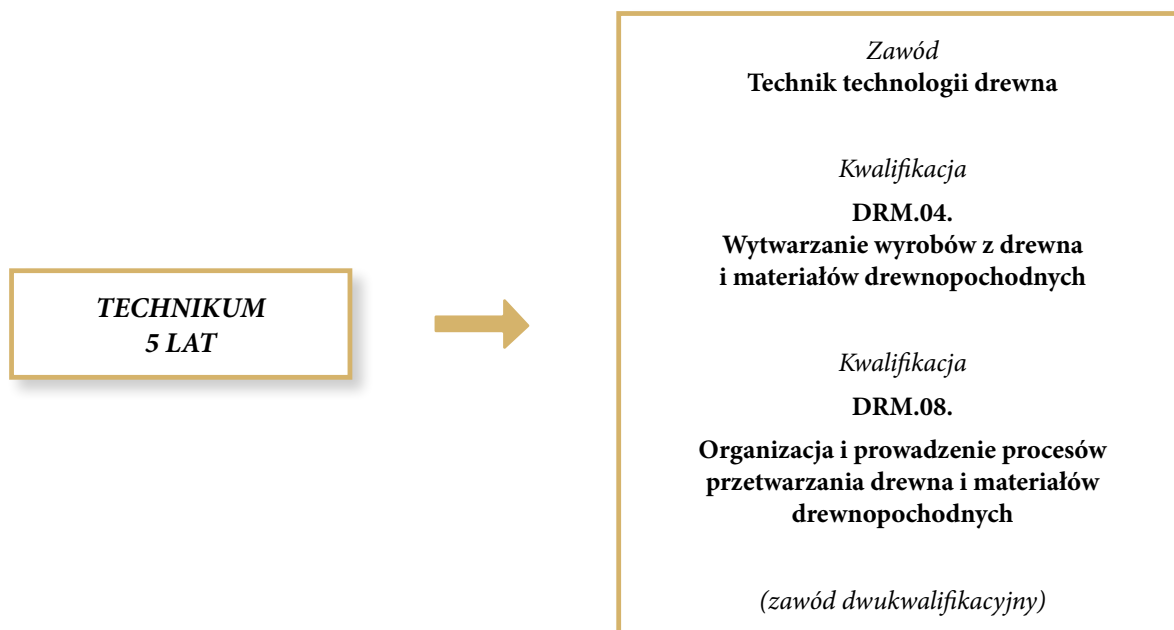 TECHNIKUM
5 LAT
Zawód
Technik technologii drewna
Kwalifikacja
DRM.04.
Wytwarzanie wyrobów z drewna
i materiałów drewnopochodnych
Kwalifikacja
DRM.08.
Organizacja i prowadzenie procesów
przetwarzania drewna i materiałów
drewnopochodnych
(zawód dwukwalifikacyjny)